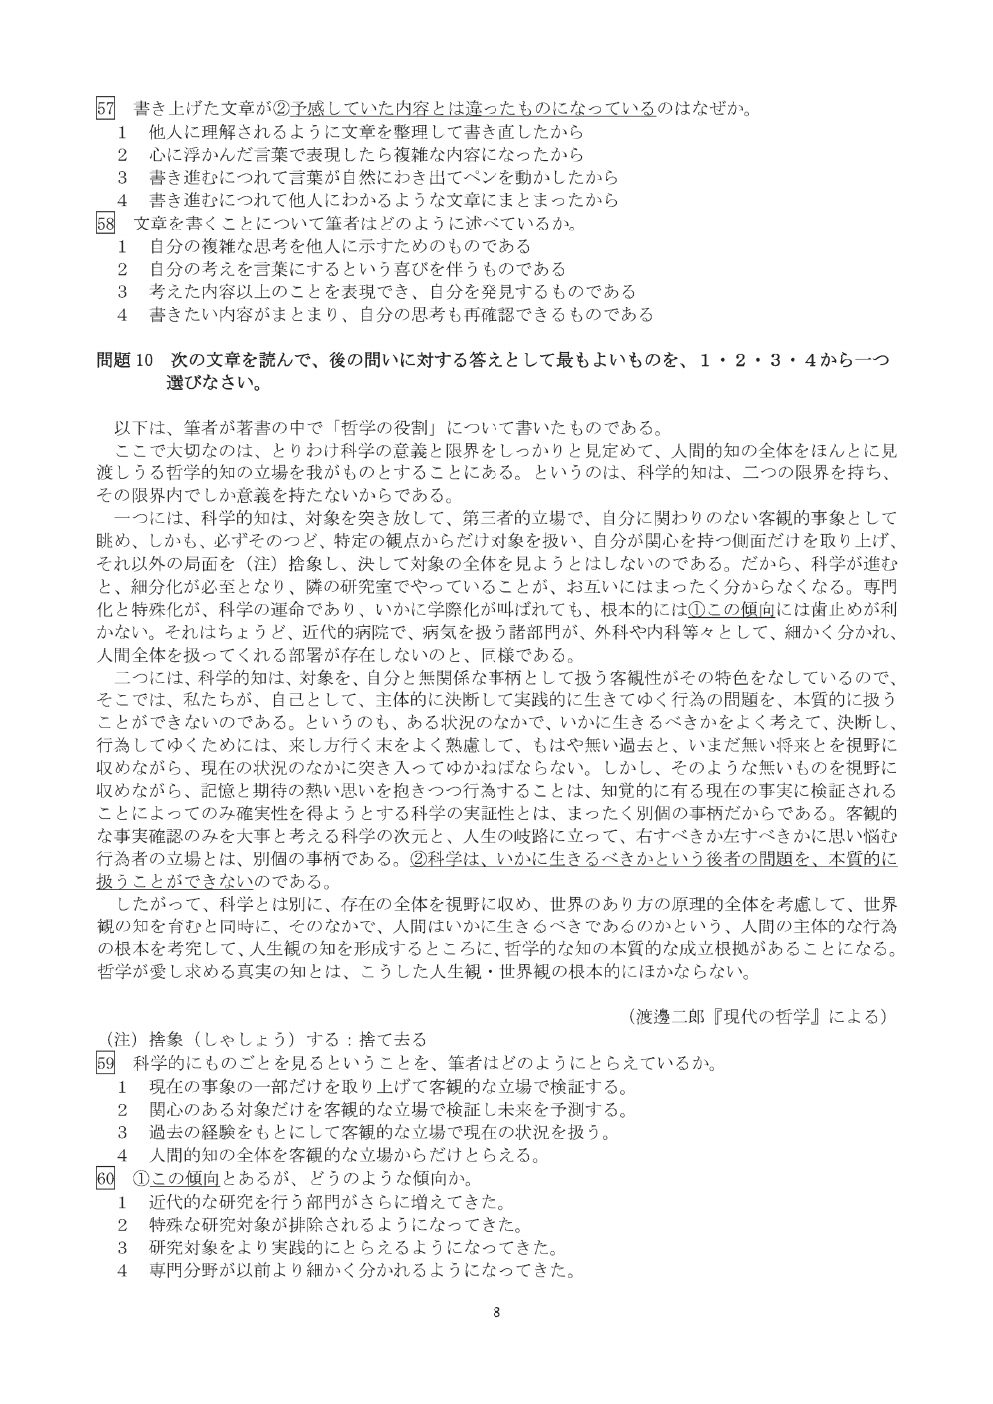 57　書き上げた文章が②予感していた内容とは違ったものになっているのはなぜか。
1　他人に理解されるように文章を整理して書き直したから
2　心に浮かんだ言葉で表現したら複雑な内容になったから
3　書き進むにつれて言葉が自然にわき出てペンを動かしたから
4　書き進むにつれて他人にわかるような文章にまとまったから
58　文章を書くことについて筆者はどのように述べているか。
1　自分の複雑な思考を他人に示すためのものである
2　自分の考えを言葉にするという喜びを伴うものである
3　考えた内容以上のことを表現でき、自分を発見するものである
4　書きたい内容がまとまり、自分の思考も再確認できるものである
問題 10　次の文章を読んで、後の問いに対する答えとして最もよいものを、１・２・３・４から一つ
選びなさい。
以下は、筆者が著書の中で「哲学の役割」について書いたものである。
ここで大切なのは、とりわけ科学の意義と限界をしっかりと見定めて、人間的知の全体をほんとに見
渡しうる哲学的知の立場を我がものとすることにある。というのは、科学的知は、二つの限界を持ち、
その限界内でしか意義を持たないからである。
一つには、科学的知は、対象を突き放して、第三者的立場で、自分に関わりのない客観的事象として
眺め、しかも、必ずそのつど、特定の観点からだけ対象を扱い、自分が関心を持つ側面だけを取り上げ、
それ以外の局面を（注）捨象し、決して対象の全体を見ようとはしないのである。だから、科学が進む
と、細分化が必至となり、隣の研究室でやっていることが、お互いにはまったく分からなくなる。専門
化と特殊化が、科学の運命であり、いかに学際化が叫ばれても、根本的には①この傾向には歯止めが利
かない。それはちょうど、近代的病院で、病気を扱う諸部門が、外科や内科等々として、細かく分かれ、
人間全体を扱ってくれる部署が存在しないのと、同様である。
二つには、科学的知は、対象を、自分と無関係な事柄として扱う客観性がその特色をなしているので、
そこでは、私たちが、自己として、主体的に決断して実践的に生きてゆく行為の問題を、本質的に扱う
ことができないのである。というのも、ある状況のなかで、いかに生きるべきかをよく考えて、決断し、
行為してゆくためには、来し方行く末をよく熟慮して、もはや無い過去と、いまだ無い将来とを視野に
収めながら、現在の状況のなかに突き入ってゆかねばならない。しかし、そのような無いものを視野に
収めながら、記憶と期待の熱い思いを抱きつつ行為することは、知覚的に有る現在の事実に検証される
ことによってのみ確実性を得ようとする科学の実証性とは、まったく別個の事柄だからである。客観的
な事実確認のみを大事と考える科学の次元と、人生の岐路に立って、右すべきか左すべきかに思い悩む
行為者の立場とは、別個の事柄である。②科学は、いかに生きるべきかという後者の問題を、本質的に
扱うことができないのである。
したがって、科学とは別に、存在の全体を視野に収め、世界のあり方の原理的全体を考慮して、世界
観の知を育むと同時に、そのなかで、人間はいかに生きるべきであるのかという、人間の主体的な行為
の根本を考究して、人生観の知を形成するところに、哲学的な知の本質的な成立根拠があることになる。
哲学が愛し求める真実の知とは、こうした人生観・世界観の根本的にほかならない。
（渡邊二郎『現代の哲学』による）
（注）捨象（しゃしょう）する：捨て去る
59　科学的にものごとを見るということを、筆者はどのようにとらえているか。
1　現在の事象の一部だけを取り上げて客観的な立場で検証する。
2　関心のある対象だけを客観的な立場で検証し未来を予測する。
3　過去の経験をもとにして客観的な立場で現在の状況を扱う。
4　人間的知の全体を客観的な立場からだけとらえる。
60　①この傾向とあるが、どうのような傾向か。
1　近代的な研究を行う部門がさらに増えてきた。
2　特殊な研究対象が排除されるようになってきた。
3　研究対象をより実践的にとらえるようになってきた。
4　専門分野が以前より細かく分かれるようになってきた。
8